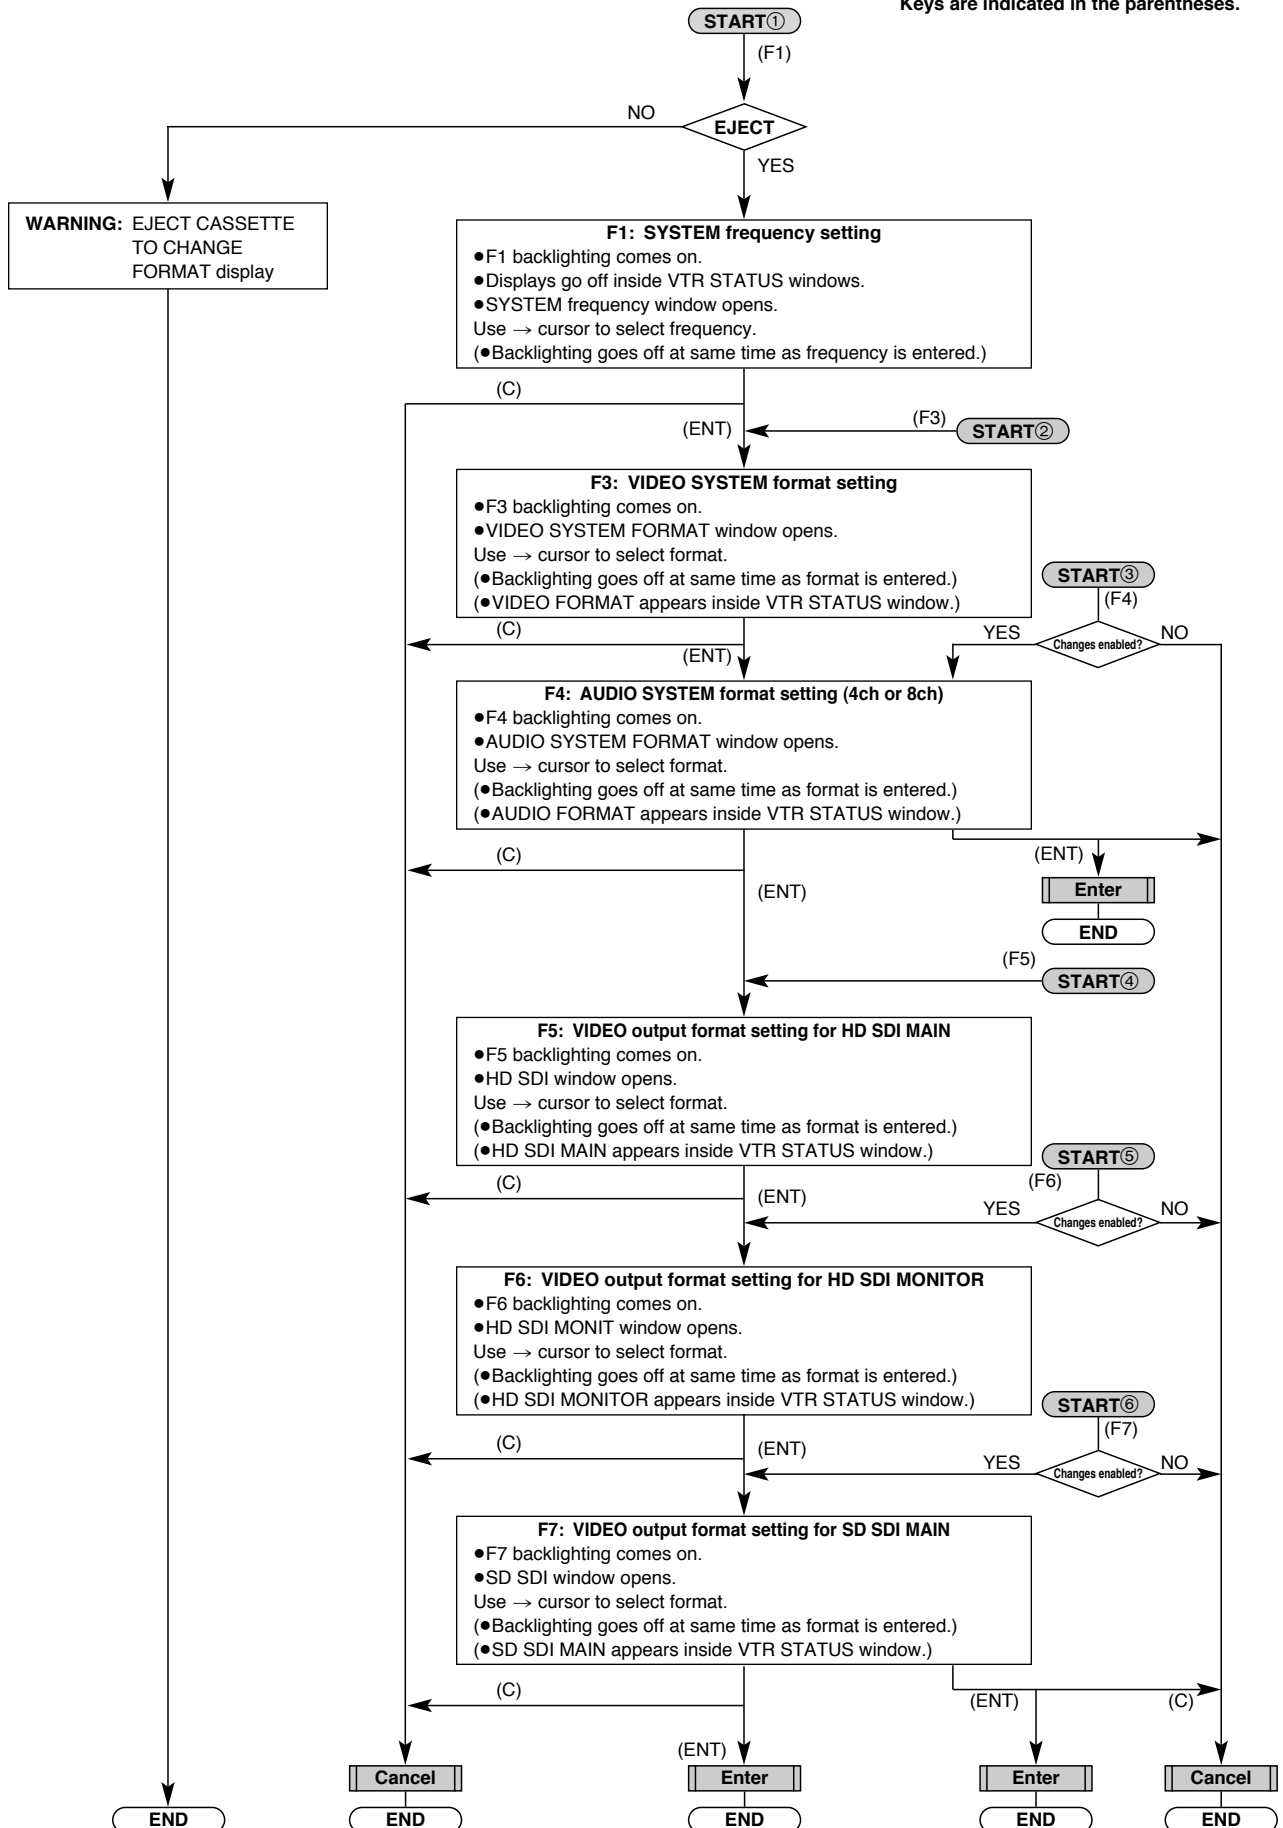 Keys are indicated in the parentheses.
START①
(F1)
NO
EJECT
YES
WARNING: EJECT CASSETTE
TO CHANGE
FORMAT display
F1: SYSTEM frequency setting
●F1 backlighting comes on.
●Displays go off inside VTR STATUS windows.
●SYSTEM frequency window opens.
Use → cursor to select frequency.
(●Backlighting goes off at same time as frequency is entered.)
(C)
(ENT)
(F3)
START②
F3: VIDEO SYSTEM format setting
●F3 backlighting comes on.
●VIDEO SYSTEM FORMAT window opens.
Use → cursor to select format.
(●Backlighting goes off at same time as format is entered.)
(●VIDEO FORMAT appears inside VTR STATUS window.)
START③
(F4)
(C)
(ENT)
YES
Changes enabled?
NO
F4: AUDIO SYSTEM format setting (4ch or 8ch)
●F4 backlighting comes on.
●AUDIO SYSTEM FORMAT window opens.
Use → cursor to select format.
(●Backlighting goes off at same time as format is entered.)
(●AUDIO FORMAT appears inside VTR STATUS window.)
(C)
(ENT)
(ENT)
Enter
END
(F5)
START④
F5: VIDEO output format setting for HD SDI MAIN
●F5 backlighting comes on.
●HD SDI window opens.
Use → cursor to select format.
(●Backlighting goes off at same time as format is entered.)
(●HD SDI MAIN appears inside VTR STATUS window.)
START⑤
(F6)
(C)
(ENT)
YES
Changes enabled?
NO
F6: VIDEO output format setting for HD SDI MONITOR
●F6 backlighting comes on.
●HD SDI MONIT window opens.
Use → cursor to select format.
(●Backlighting goes off at same time as format is entered.)
(●HD SDI MONITOR appears inside VTR STATUS window.)
START⑥
(F7)
(C)
(ENT)
YES
Changes enabled?
NO
F7: VIDEO output format setting for SD SDI MAIN
●F7 backlighting comes on.
●SD SDI window opens.
Use → cursor to select format.
(●Backlighting goes off at same time as format is entered.)
(●SD SDI MAIN appears inside VTR STATUS window.)
(C)
(ENT)
(ENT)
(C)
Cancel
Enter
Enter
Cancel
END
END
END
END
END